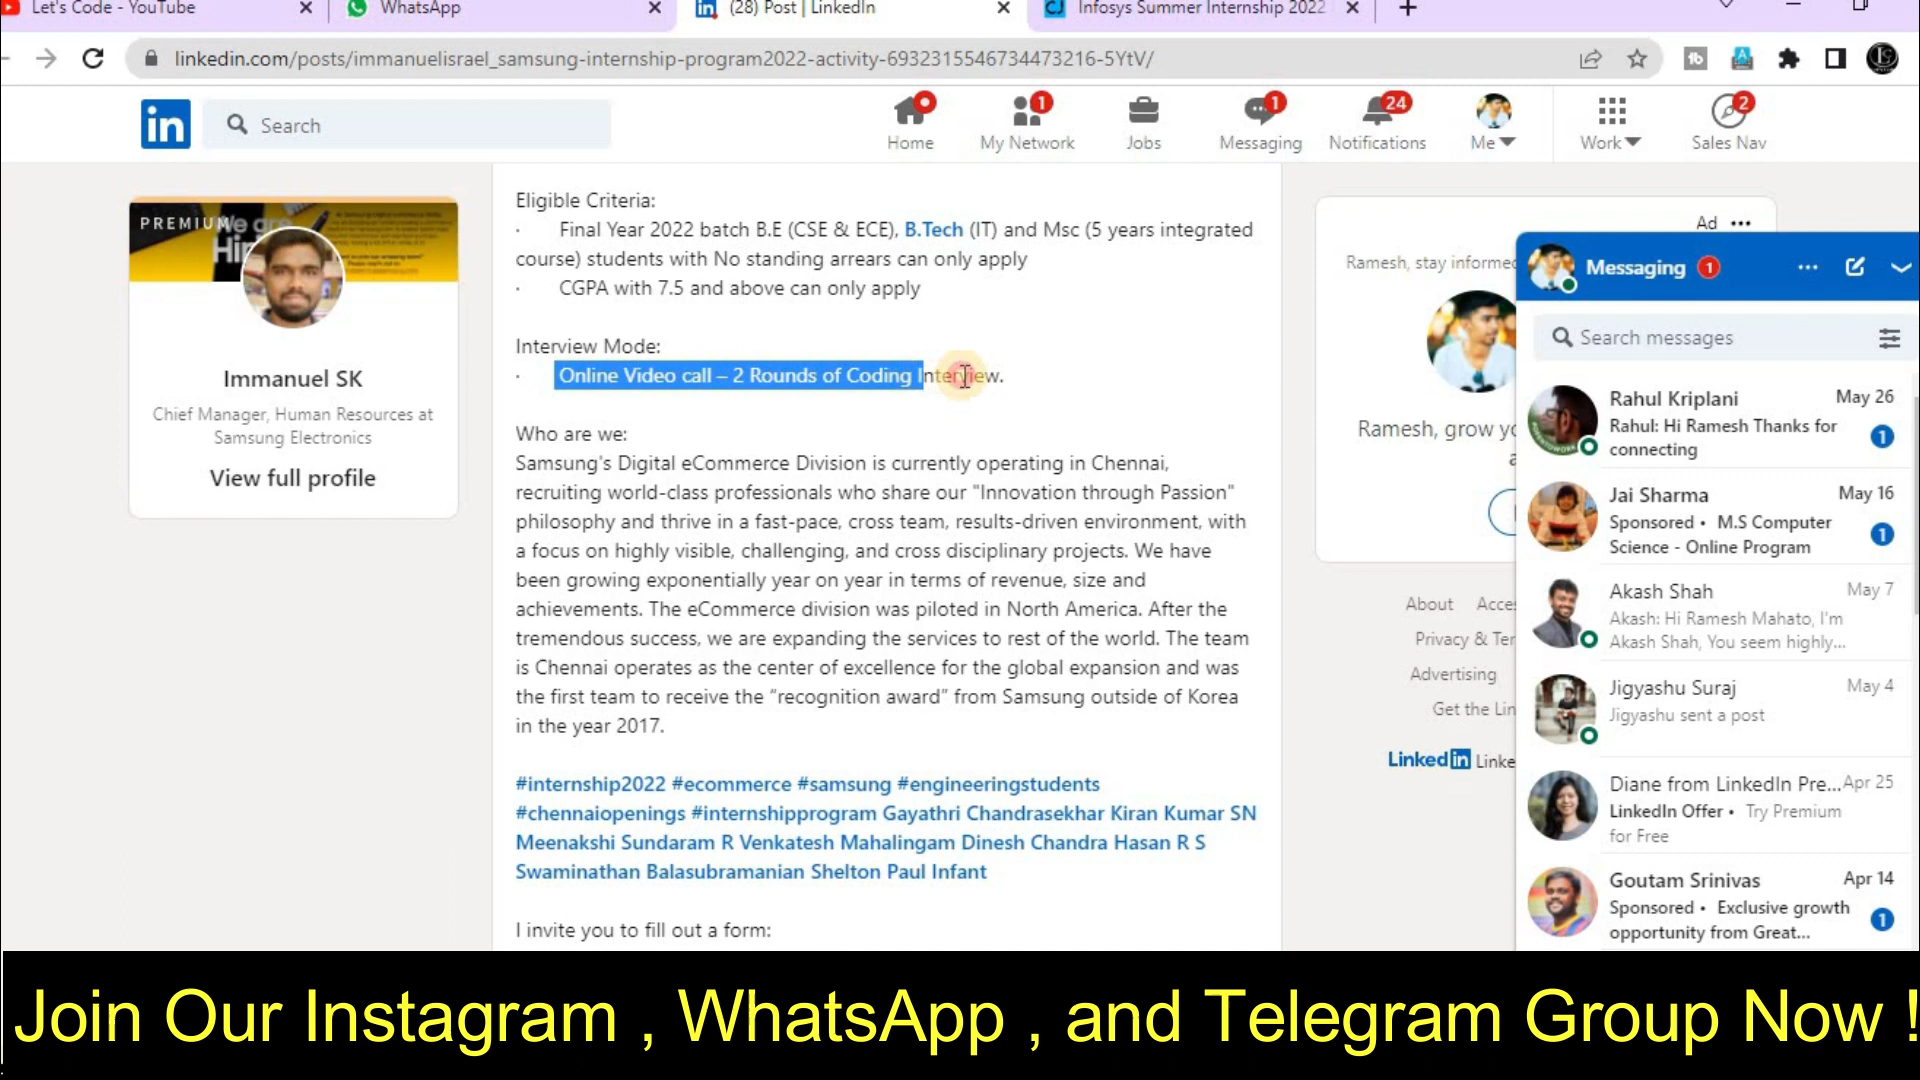 Let's Code - YouTube
WhatsApp
(28) Post | LinkedIn
Infosys Summer Internship 2022
linkedin.com/posts/immanuelisrael_samsung-internship-program2022-activity-6932315546734473216-5YtV/
in
Search
Home
1
My Network
Jobs
1
Messaging
24
Notifications
Me
Work
2
Sales Nav
PREMIUM
We are
Immanuel SK
Chief Manager, Human Resources at
Samsung Electronics
View full profile
Eligible Criteria:
· Final Year 2022 batch B.E (CSE & ECE), B.Tech (IT) and Msc (5 years integrated
course) students with No standing arrears can only apply
· CGPA with 7.5 and above can only apply
Interview Mode:
· Online Video call – 2 Rounds of Coding Interview.
Who are we:
Samsung's Digital eCommerce Division is currently operating in Chennai,
recruiting world-class professionals who share our "Innovation through Passion"
philosophy and thrive in a fast-pace, cross team, results-driven environment, with
a focus on highly visible, challenging, and cross disciplinary projects. We have
been growing exponentially year on year in terms of revenue, size and
achievements. The eCommerce division was piloted in North America. After the
tremendous success, we are expanding the services to rest of the world. The team
is Chennai operates as the center of excellence for the global expansion and was
the first team to receive the “recognition award” from Samsung outside of Korea
in the year 2017.
#internship2022 #ecommerce #samsung #engineeringstudents
#chennaiopenings #internshipprogram Gayathri Chandrasekhar Kiran Kumar SN
Meenakshi Sundaram R Venkatesh Mahalingam Dinesh Chandra Hasan R S
Swaminathan Balasubramanian Shelton Paul Infant
I invite you to fill out a form:
Ad
Ramesh, stay informed
Ramesh, grow
About
Privacy &
Advertising
Get the
LinkedIn
Messaging 1
Search messages
Rahul Kriplani May 26
Rahul: Hi Ramesh Thanks for
connecting 1
Jai Sharma May 16
Sponsored • M.S Computer
Science - Online Program 1
Akash Shah May 7
Akash: Hi Ramesh Mahato, I'm
Akash Shah, You seem highly...
Jigyashu Suraj May 4
Jigyashu sent a post
Diane from LinkedIn Pre... Apr 25
LinkedIn Offer • Try Premium
for Free
Goutam Srinivas Apr 14
Sponsored • Exclusive growth
opportunity from Great... 1
Join Our Instagram , WhatsApp , and Telegram Group Now !